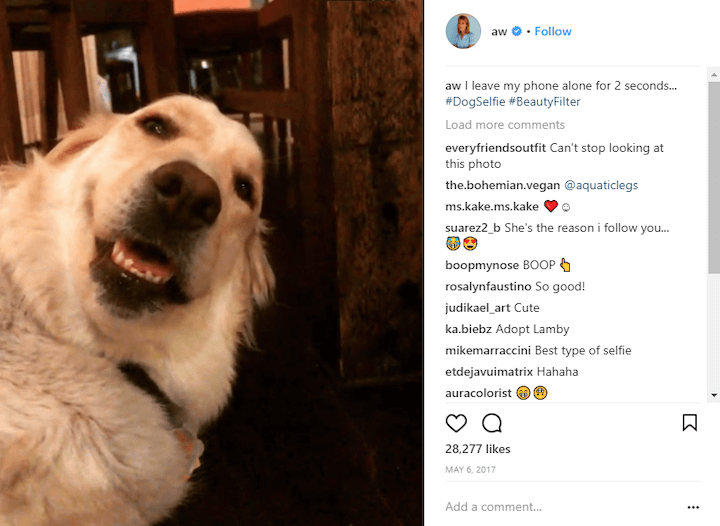 aw • Follow
aw I leave my phone alone for 2 seconds...
#DogSelfie #BeautyFilter
Load more comments
everyfriendsoutfit Can't stop looking at
this photo
the.bohemian.vegan @aquaticlegs
ms.kake.ms.kake ❤️ ☺
suarez2_b She's the reason i follow you...
😹😍
boopmynose BOOP 👆
rosalynfaustino So good!
judikael_art Cute
ka.biebz Adopt Lamby
mikemarraccini Best type of selfie
etdejavuimatrix Hahaha
auracolorist 😂🤣
28,277 likes
MAY 6, 2017
Add a comment...